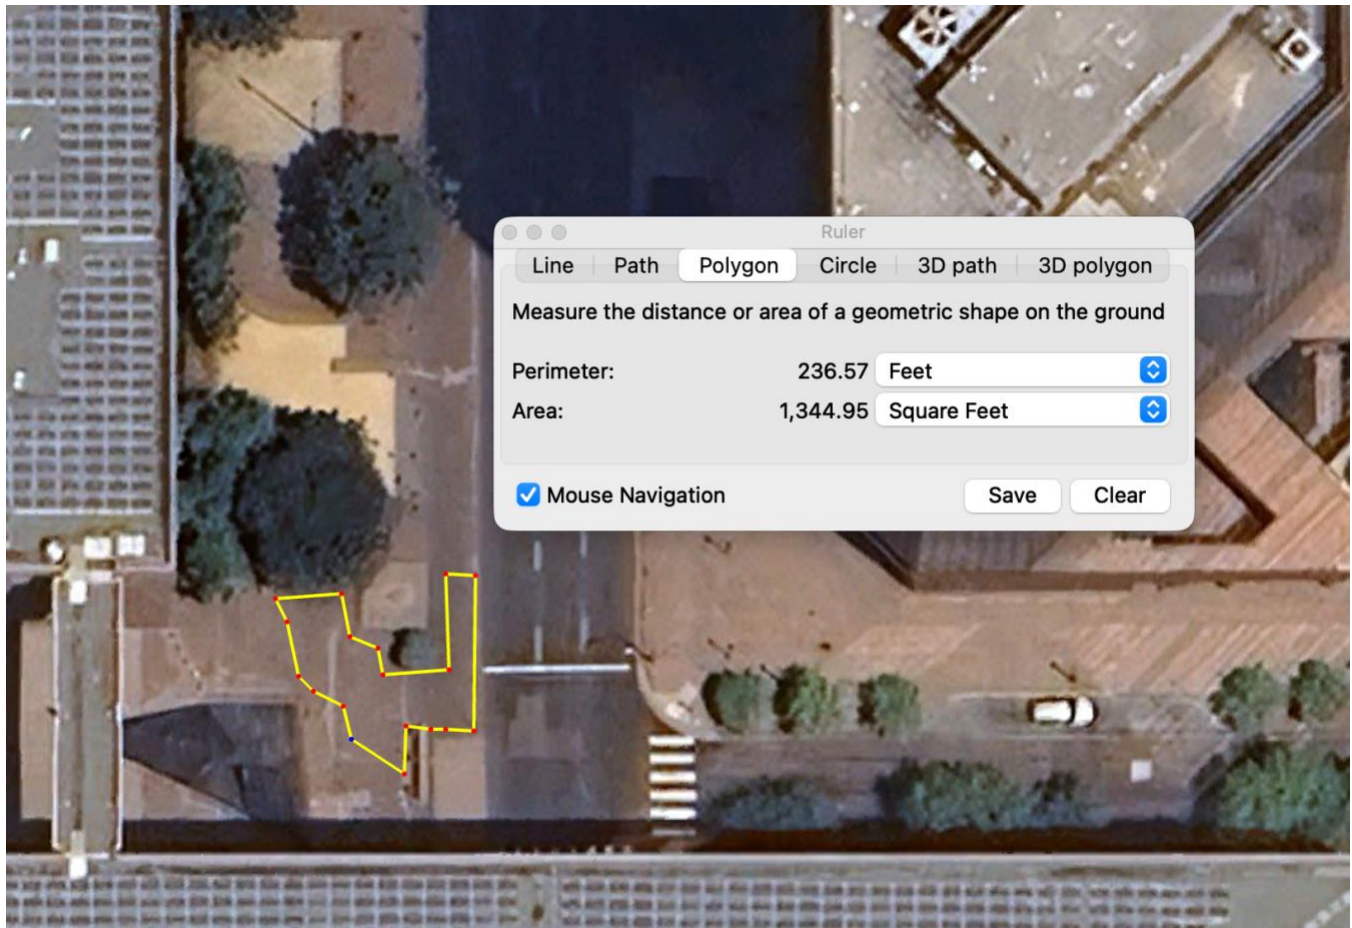 Ruler
Line Path Polygon Circle 3D path 3D polygon
Measure the distance or area of a geometric shape on the ground
Perimeter: 236.57 Feet
Area: 1,344.95 Square Feet
Mouse Navigation Save Clear